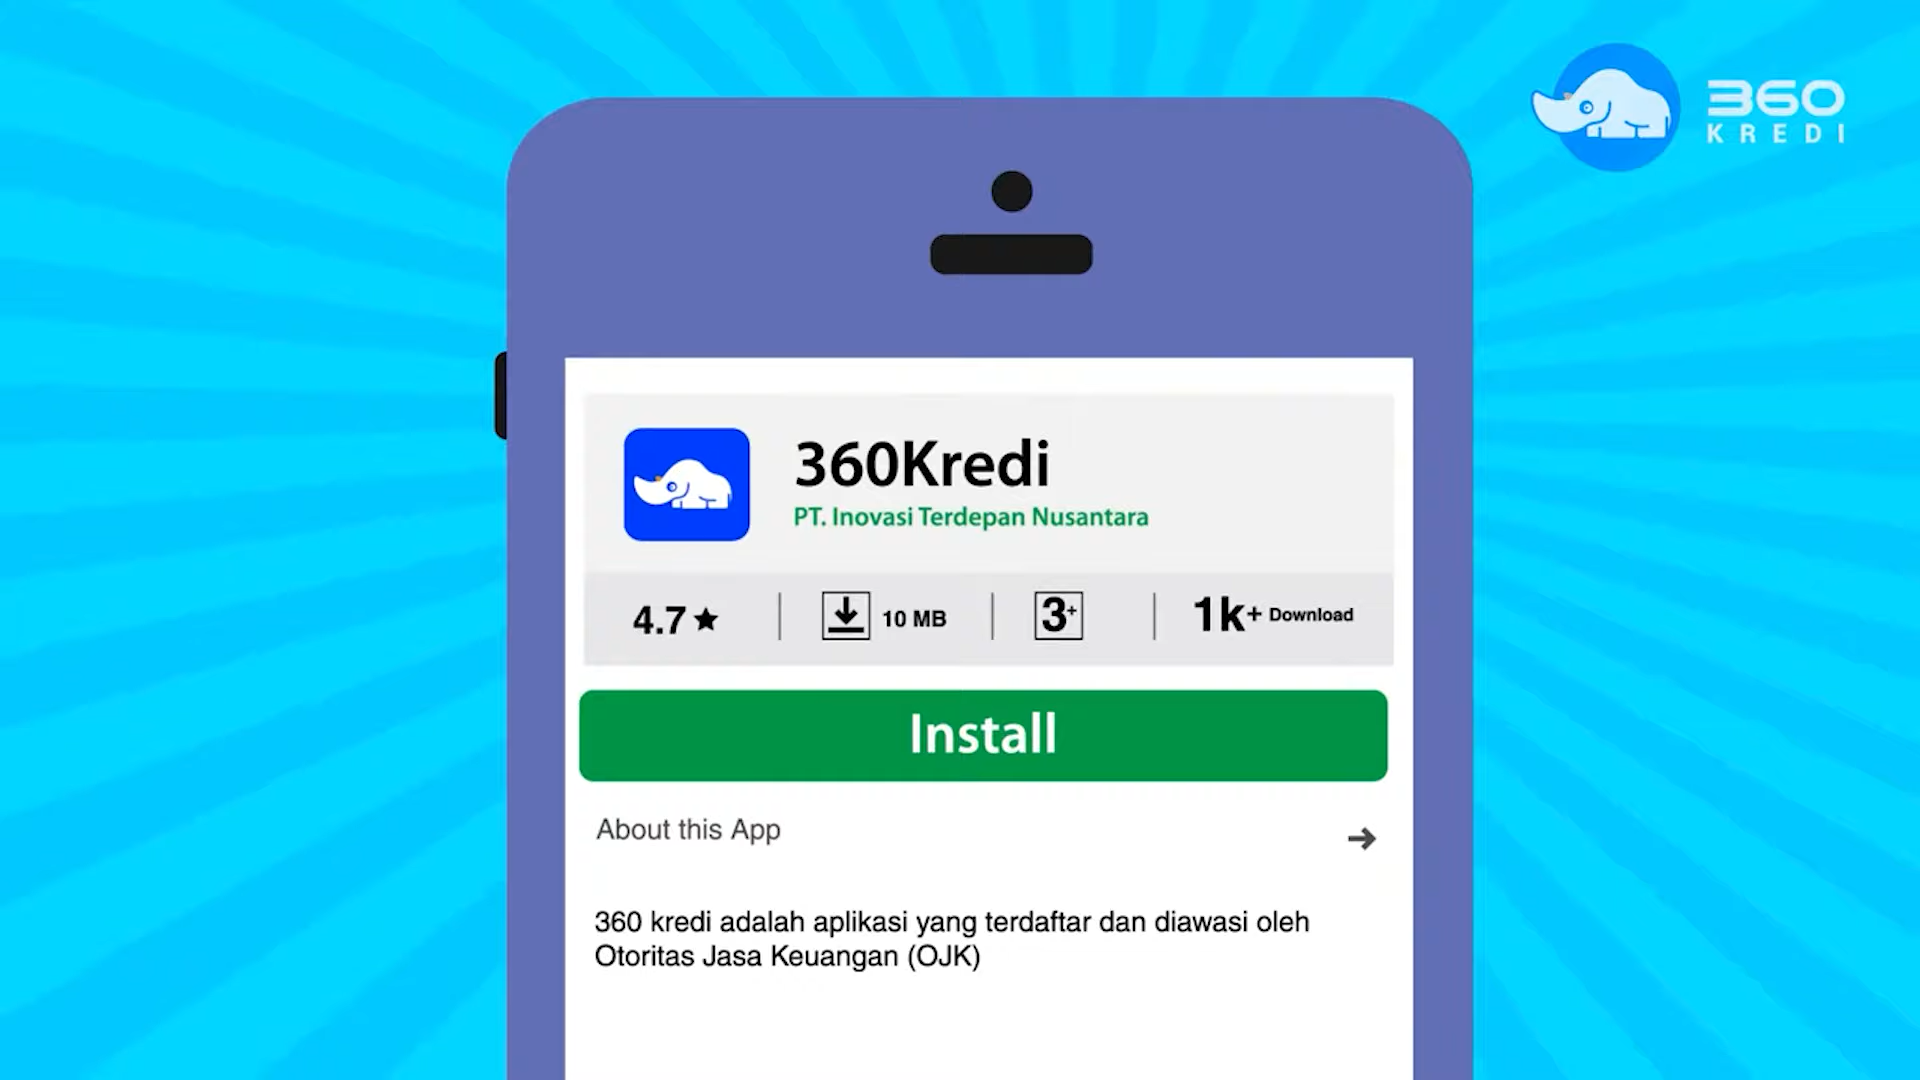 360
KREDI
360Kredi
PT. Inovasi Terdepan Nusantara
4.7★ 10 MB 3+ 1k+ Download
Install
About this App
360 kredi adalah aplikasi yang terdaftar dan diawasi oleh
Otoritas Jasa Keuangan (OJK)